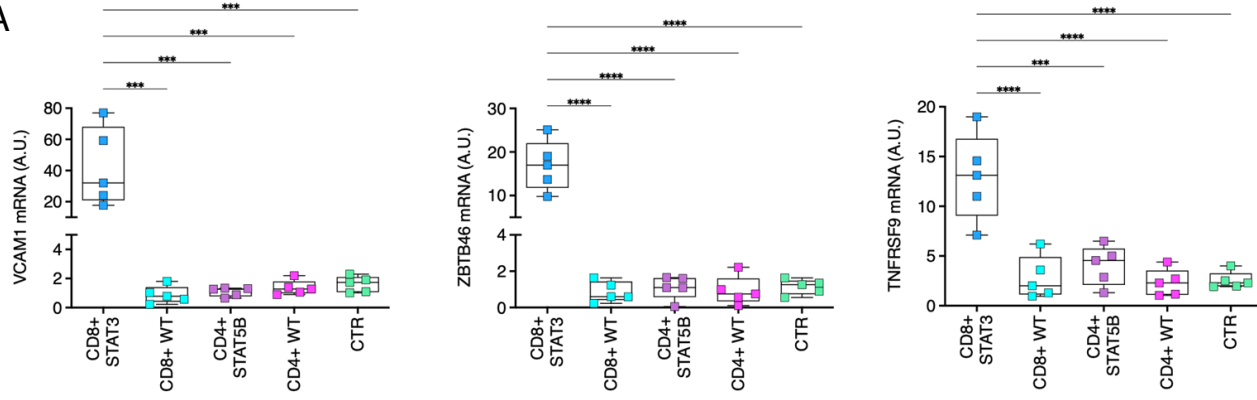 A
***
***
***
***
VCAM1 mRNA (A.U.)
80
60
40
20
4
2
0
CD8+
STAT3
CD8+ WT
CD4+
STAT5B
CD4+ WT
CTR
****
****
****
****
ZBTB46 mRNA (A.U.)
30
20
10
4
2
0
CD8+
STAT3
CD8+ WT
CD4+
STAT5B
CD4+ WT
CTR
****
****
***
****
TNFRSF9 mRNA (A.U.)
20
15
10
5
0
CD8+
STAT3
CD8+ WT
CD4+
STAT5B
CD4+ WT
CTR